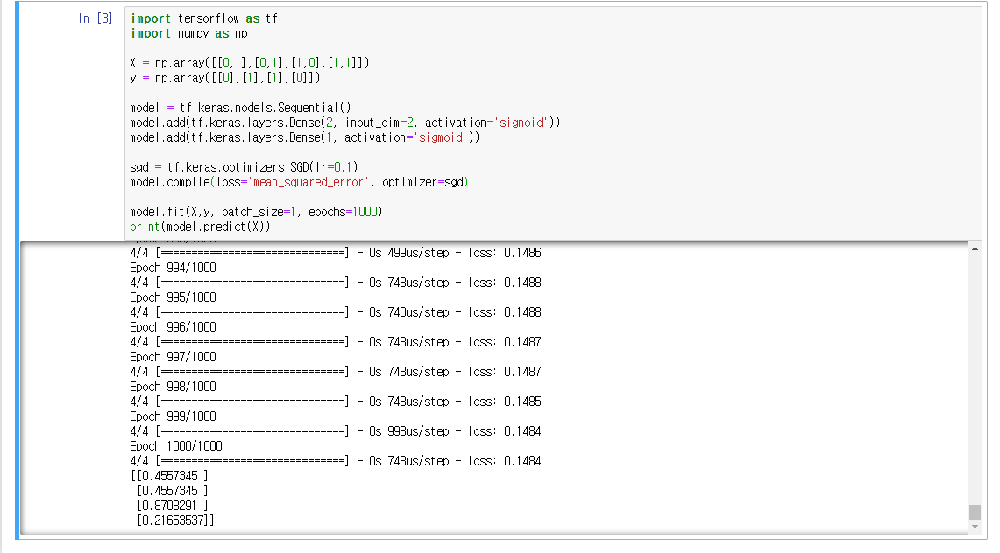 In [3]:
import tensorflow as tf
import numpy as np
X = np.array([[0,1],[0,1],[1,0],[1,1]])
y = np.array([[0],[1],[1],[0]])
model = tf.keras.models.Sequential()
model.add(tf.keras.layers.Dense(2, input_dim=2, activation='sigmoid'))
model.add(tf.keras.layers.Dense(1, activation='sigmoid'))
sgd = tf.keras.optimizers.SGD(lr=0.1)
model.compile(loss='mean_squared_error', optimizer=sgd)
model.fit(X,y, batch_size=1, epochs=1000)
print(model.predict(X))
4/4 [==============================] - 0s 499us/step - loss: 0.1486
Epoch 994/1000
4/4 [==============================] - 0s 748us/step - loss: 0.1488
Epoch 995/1000
4/4 [==============================] - 0s 740us/step - loss: 0.1488
Epoch 996/1000
4/4 [==============================] - 0s 748us/step - loss: 0.1487
Epoch 997/1000
4/4 [==============================] - 0s 748us/step - loss: 0.1487
Epoch 998/1000
4/4 [==============================] - 0s 748us/step - loss: 0.1485
Epoch 999/1000
4/4 [==============================] - 0s 998us/step - loss: 0.1484
Epoch 1000/1000
4/4 [==============================] - 0s 748us/step - loss: 0.1484
[[0.4557345 ]
[0.4557345 ]
[0.8708291 ]
[0.21653537]]